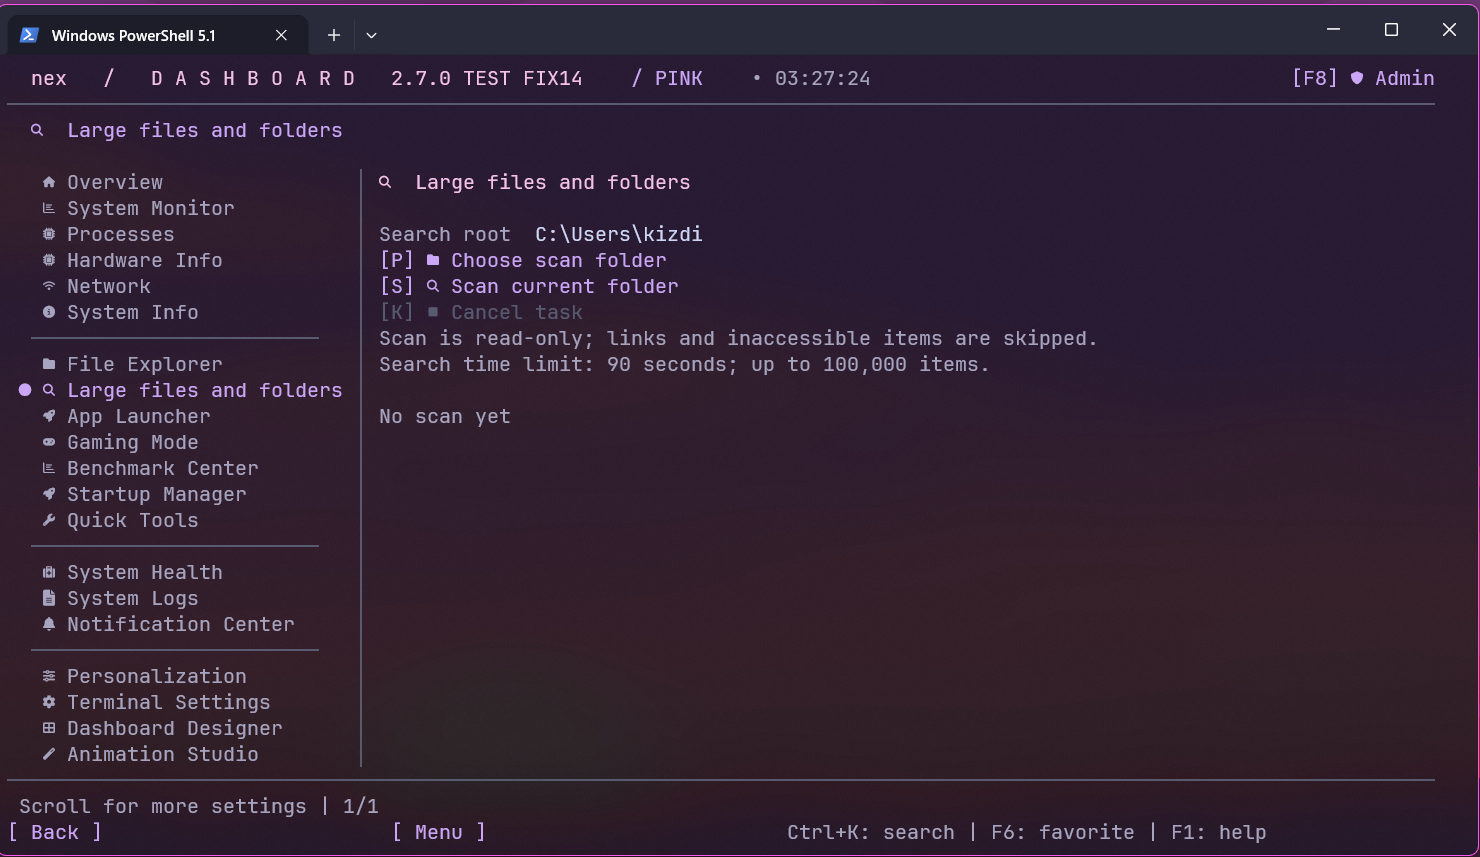 Windows PowerShell 5.1
nex / D A S H B O A R D 2.7.0 TEST FIX14 / PINK • 03:27:24 [F8] Admin
Large files and folders
Overview
System Monitor
Processes
Hardware Info
Network
System Info
File Explorer
Large files and folders
App Launcher
Gaming Mode
Benchmark Center
Startup Manager
Quick Tools
System Health
System Logs
Notification Center
Personalization
Terminal Settings
Dashboard Designer
Animation Studio
Large files and folders
Search root C:\Users\kizdi
[P] Choose scan folder
[S] Scan current folder
[K] Cancel task
Scan is read-only; links and inaccessible items are skipped.
Search time limit: 90 seconds; up to 100,000 items.
No scan yet
Scroll for more settings | 1/1
[ Back ] [ Menu ] Ctrl+K: search | F6: favorite | F1: help